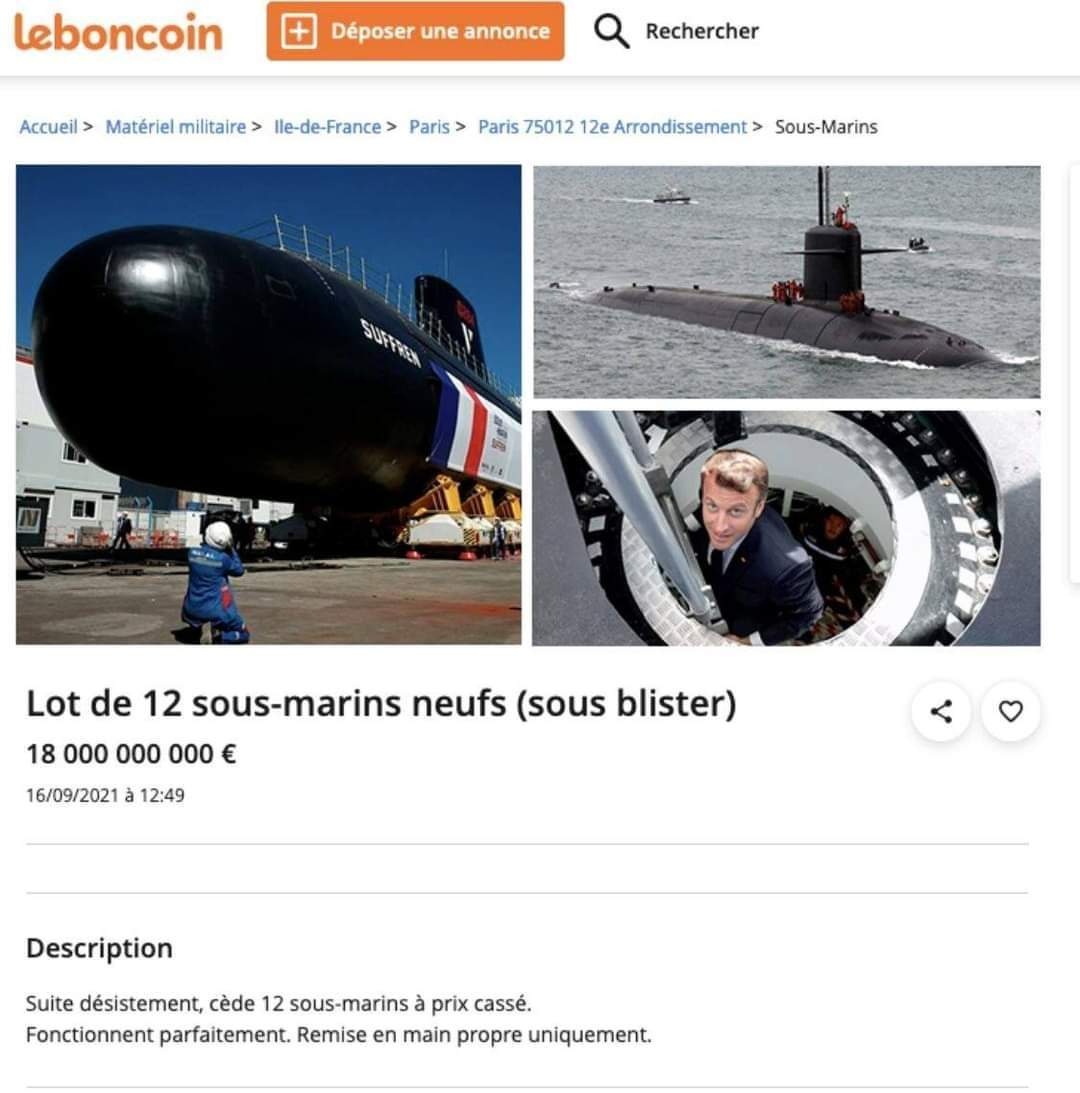 leboncoin
Déposer une annonce
Rechercher
Accueil > Matériel militaire > Ile-de-France > Paris > Paris 75012 12e Arrondissement > Sous-Marins
SUFFREN
Lot de 12 sous-marins neufs (sous blister)
18 000 000 000 €
16/09/2021 à 12:49
Description
Suite désistement, cède 12 sous-marins à prix cassé.
Fonctionnent parfaitement. Remise en main propre uniquement.